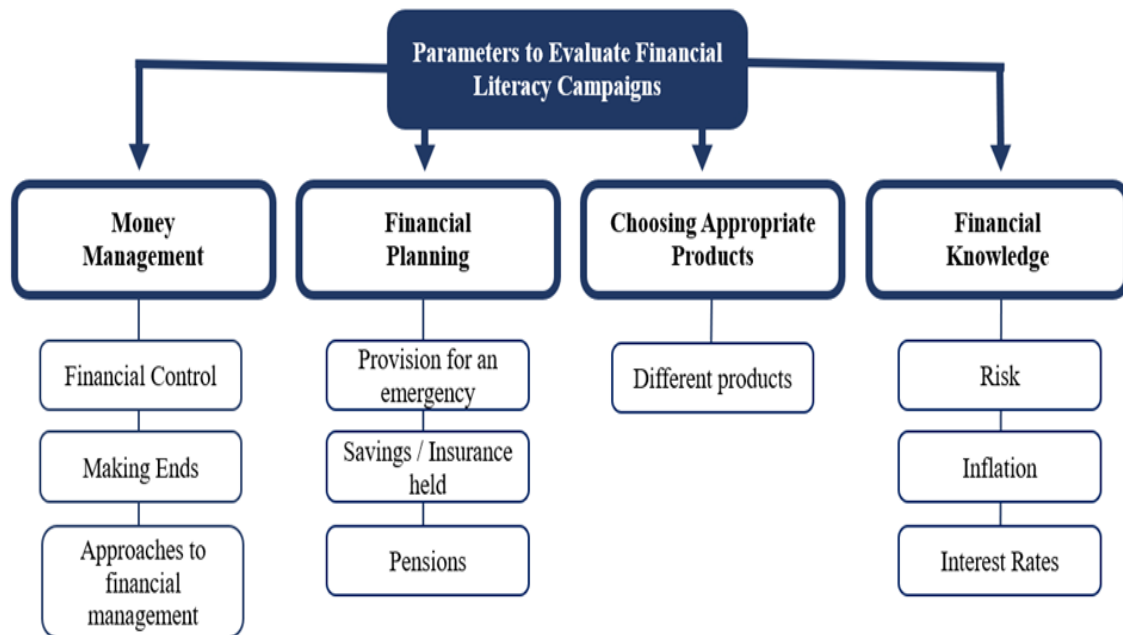 Parameters to Evaluate Financial
Literacy Campaigns
Money
Management
Financial
Planning
Choosing Appropriate
Products
Financial
Knowledge
Financial Control
Making Ends
Approaches to
financial
management
Provision for an
emergency
Savings / Insurance
held
Pensions
Different products
Risk
Inflation
Interest Rates